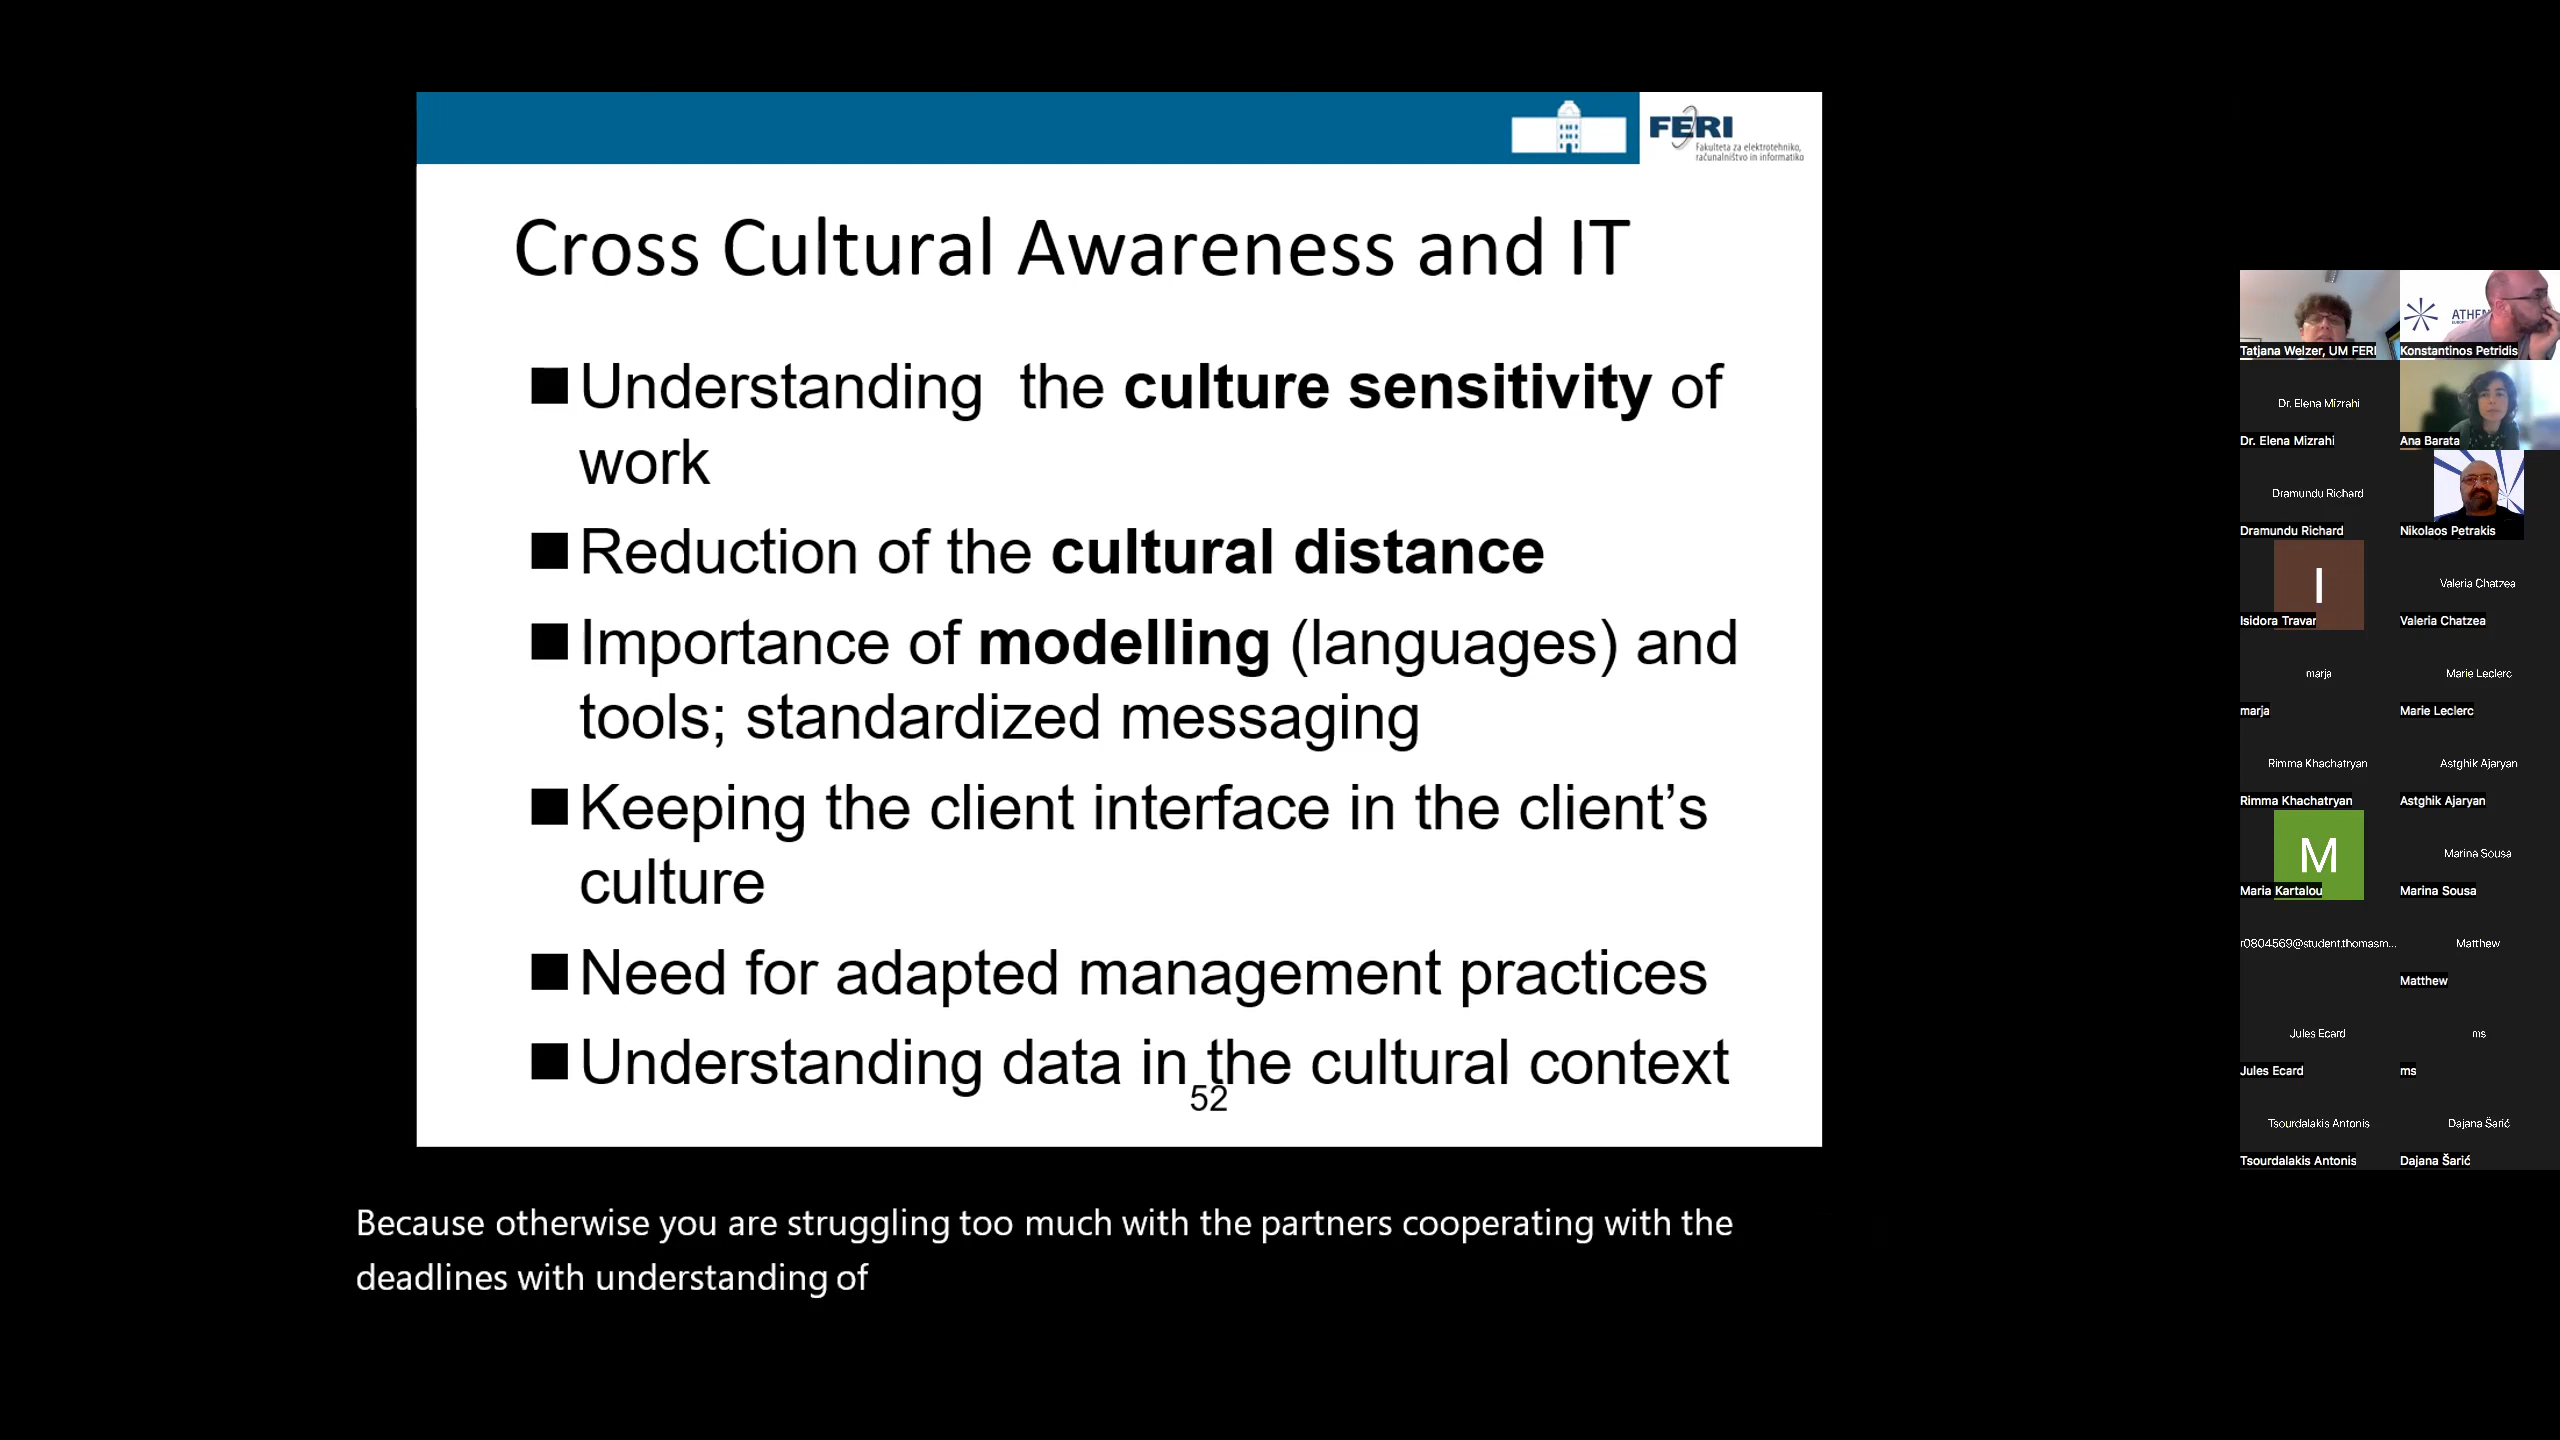 FERI
Fakulteta za elektrotehniko,
računalništvo in informatiko
Cross Cultural Awareness and IT
Understanding the culture sensitivity of
work
Reduction of the cultural distance
Importance of modelling (languages) and
tools; standardized messaging
Keeping the client interface in the client’s
culture
Need for adapted management practices
Understanding data in the cultural context
52
Because otherwise you are struggling too much with the partners cooperating with the
deadlines with understanding of
Tatjana Welzer, UM FERI
Konstantinos Petridis
Dr. Elena Mizrahi
Dr. Elena Mizrahi
Ana Barata
Dramundu Richard
Dramundu Richard
Nikolaos Petrakis
I
Isidora Travar
Valeria Chatzea
Valeria Chatzea
marja
marja
Marie Leclerc
Marie Leclerc
Rimma Khachatryan
Rimma Khachatryan
Astghik Ajaryan
Astghik Ajaryan
M
Maria Kartalou
Marina Sousa
Marina Sousa
r0804569@student.thomasm...
Matthew
Matthew
Jules Ecard
Jules Ecard
ms
ms
Tsourdalakis Antonis
Tsourdalakis Antonis
Dajana Šarić
Dajana Šarić